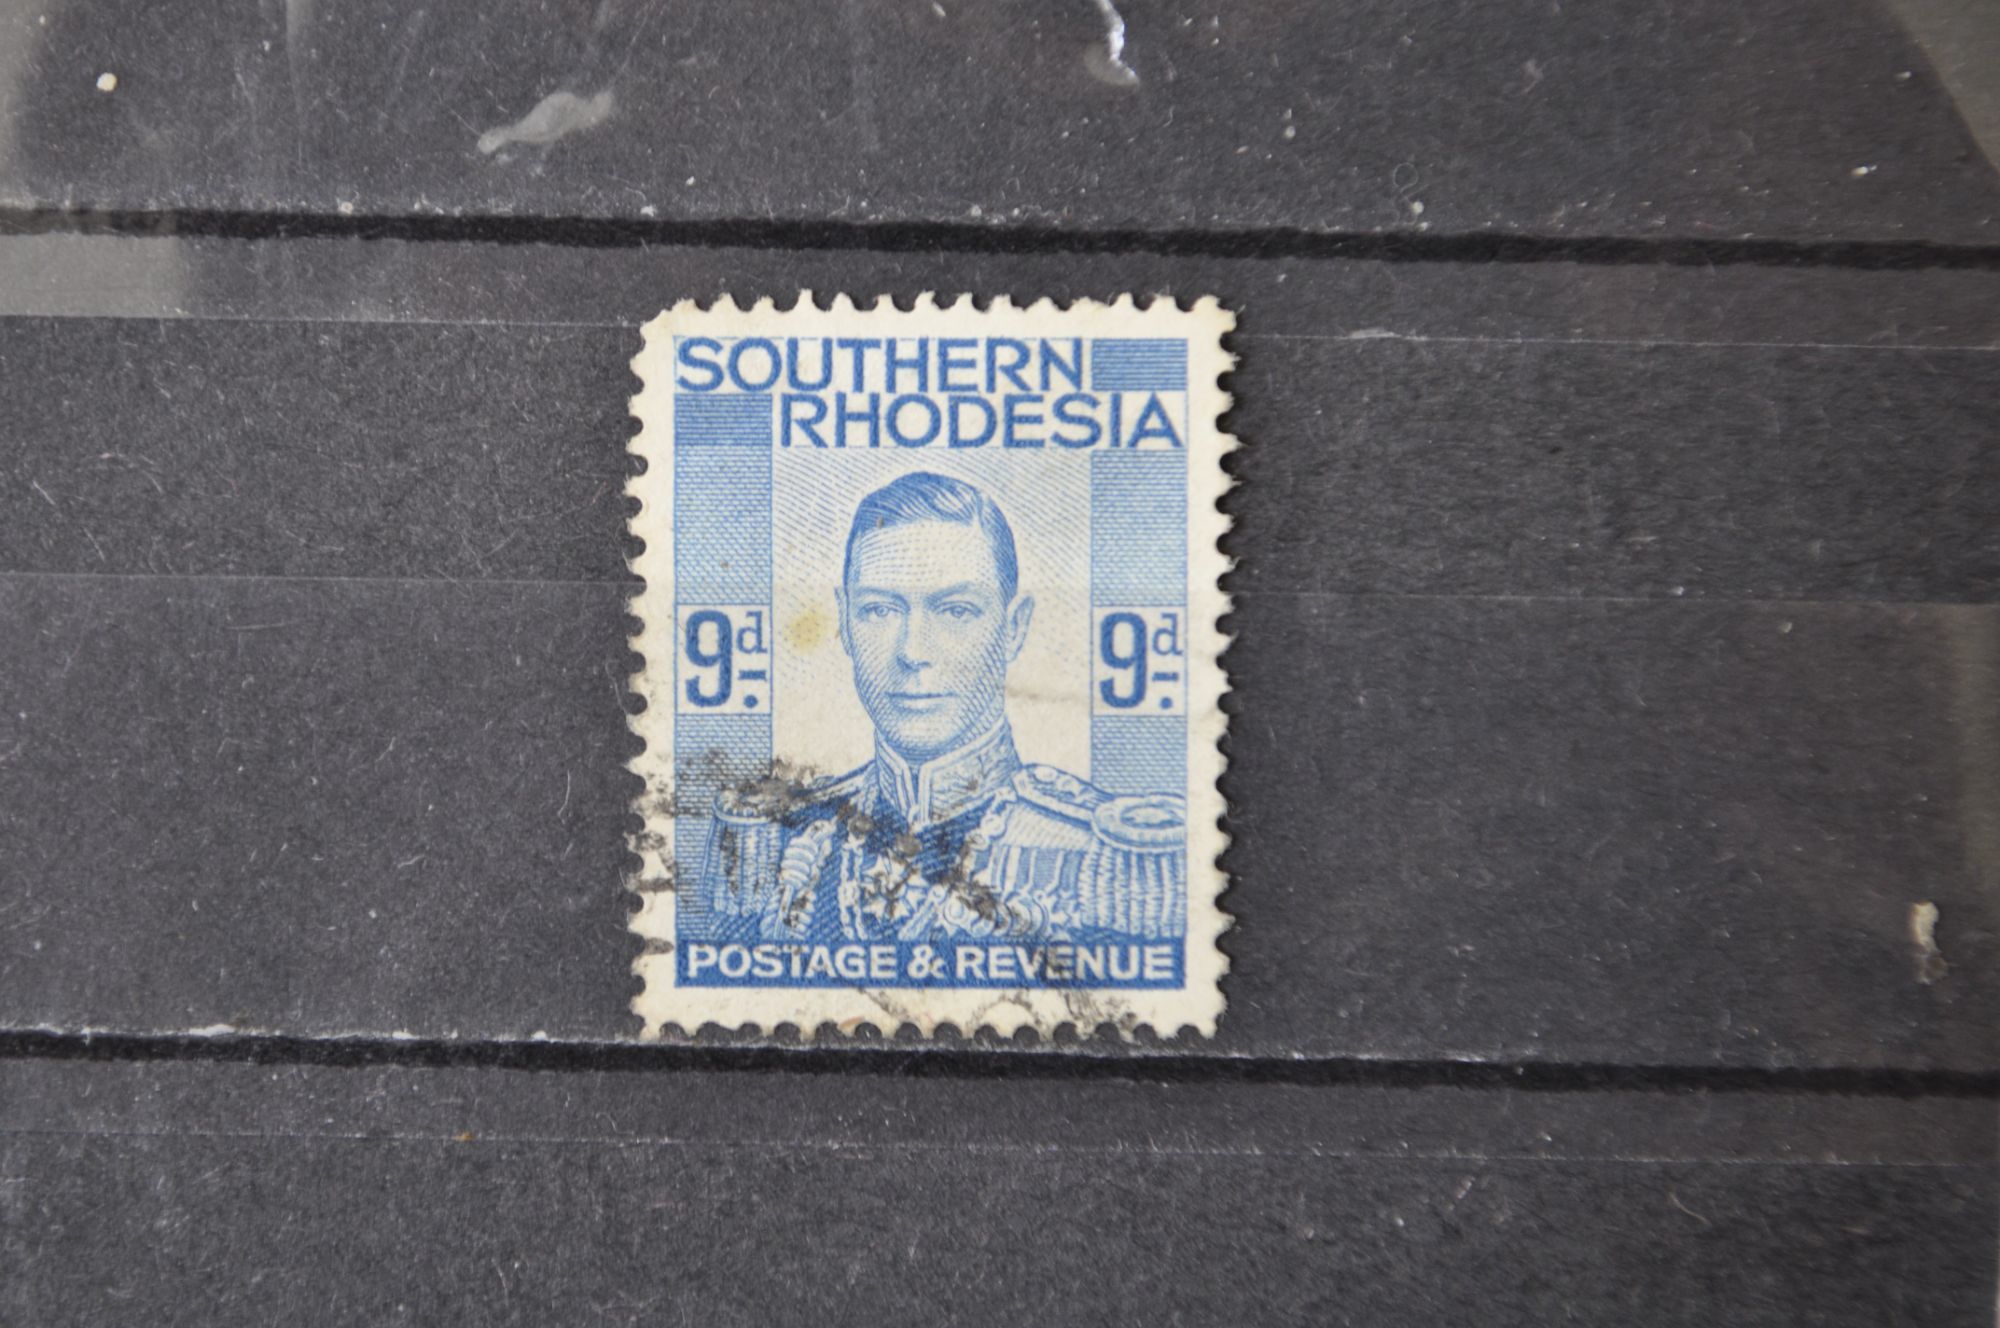 SOUTHERN
RHODESIA
9d. 9d.
POSTAGE & REVENUE